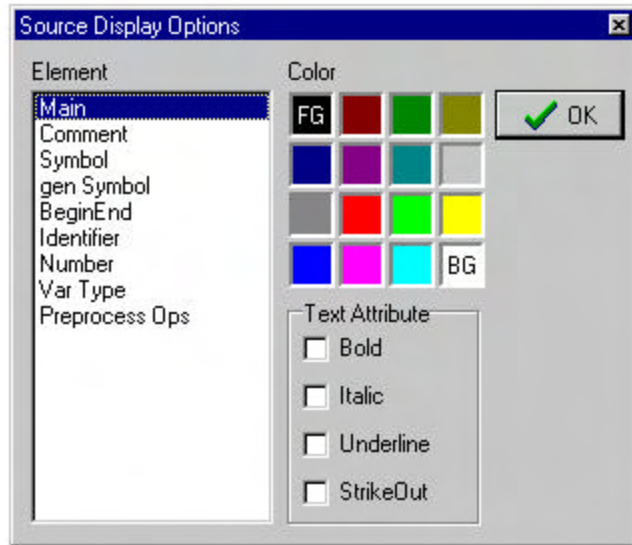 Source Display Options
Element
Main
Comment
Symbol
gen Symbol
BeginEnd
Identifier
Number
Var Type
Preprocess Ops
Color
FG
BG
OK
Text Attribute
Bold
Italic
Underline
StrikeOut